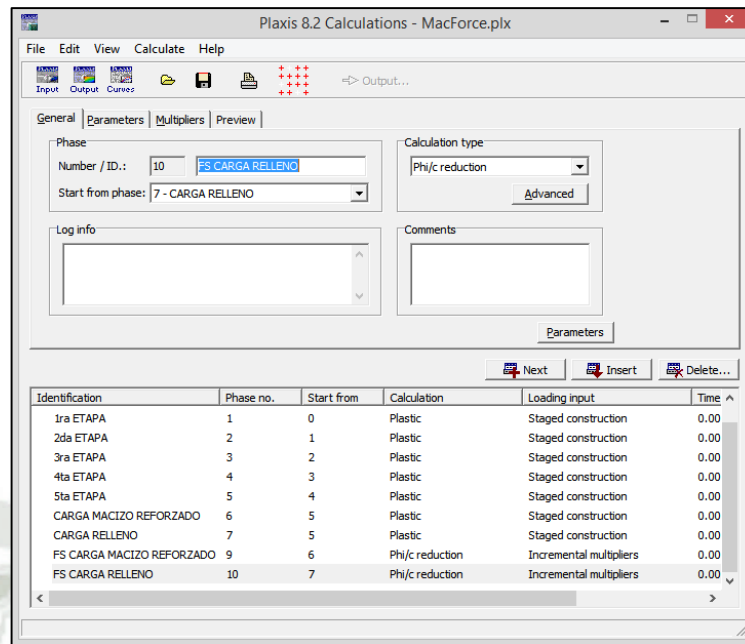 Plaxis 8.2 Calculations - MacForce.plx
File Edit View Calculate Help
Input Output Curves Output...
General Parameters Multipliers Preview
Phase
Number / ID.: 10 FS CARGA RELLENO
Start from phase: 7 - CARGA RELLENO
Calculation type
Phi/c reduction
Advanced
Log info
Comments
Parameters
Next Insert Delete...
Identification Phase no. Start from Calculation Loading input Time
1ra ETAPA 1 0 Plastic Staged construction 0.00
2da ETAPA 2 1 Plastic Staged construction 0.00
3ra ETAPA 3 2 Plastic Staged construction 0.00
4ta ETAPA 4 3 Plastic Staged construction 0.00
5ta ETAPA 5 4 Plastic Staged construction 0.00
CARGA MACIZO REFORZADO 6 5 Plastic Staged construction 0.00
CARGA RELLENO 7 5 Plastic Staged construction 0.00
FS CARGA MACIZO REFORZADO 9 6 Phi/c reduction Incremental multipliers 0.00
FS CARGA RELLENO 10 7 Phi/c reduction Incremental multipliers 0.00